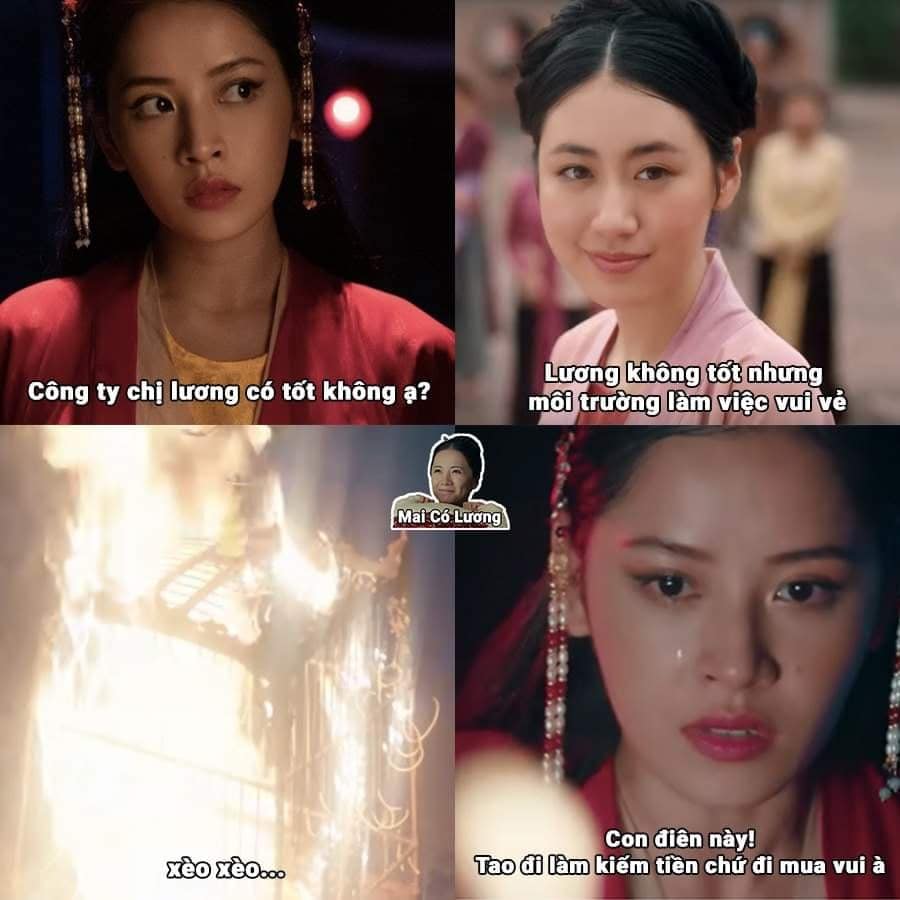 Công ty chị lương có tốt không ạ?
Lương không tốt nhưng
môi trường làm việc vui vẻ
Mai Có Lương
xèo xèo...
Con điên này!
Tao đi làm kiếm tiền chứ đi mua vui à